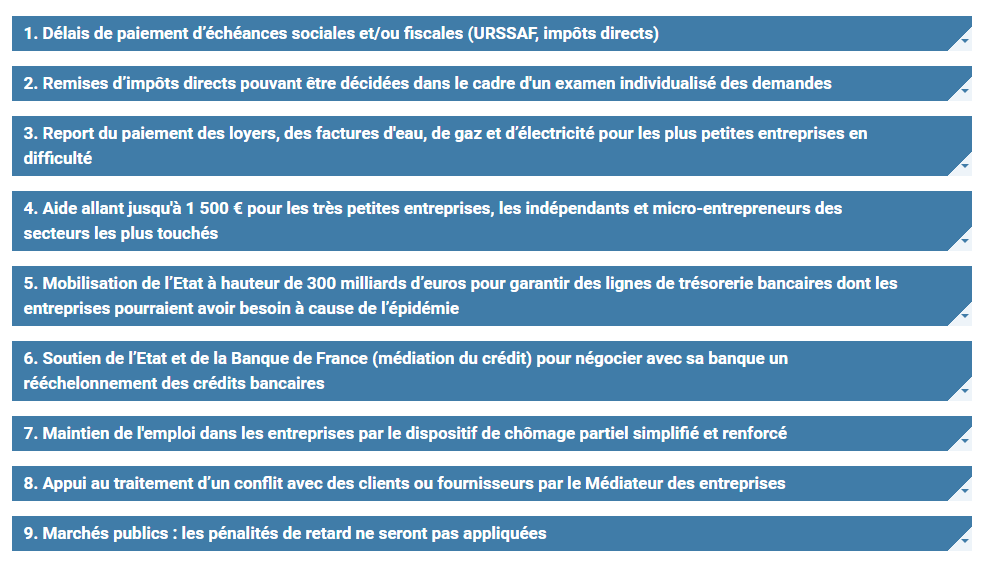 1. Délais de paiement d’échéances sociales et/ou fiscales (URSSAF, impôts directs)
2. Remises d’impôts directs pouvant être décidées dans le cadre d'un examen individualisé des demandes
3. Report du paiement des loyers, des factures d'eau, de gaz et d’électricité pour les plus petites entreprises en
difficulté
4. Aide allant jusqu'à 1 500 € pour les très petites entreprises, les indépendants et micro-entrepreneurs des
secteurs les plus touchés
5. Mobilisation de l’Etat à hauteur de 300 milliards d’euros pour garantir des lignes de trésorerie bancaires dont les
entreprises pourraient avoir besoin à cause de l’épidémie
6. Soutien de l’Etat et de la Banque de France (médiation du crédit) pour négocier avec sa banque un
rééchelonnement des crédits bancaires
7. Maintien de l'emploi dans les entreprises par le dispositif de chômage partiel simplifié et renforcé
8. Appui au traitement d’un conflit avec des clients ou fournisseurs par le Médiateur des entreprises
9. Marchés publics : les pénalités de retard ne seront pas appliquées